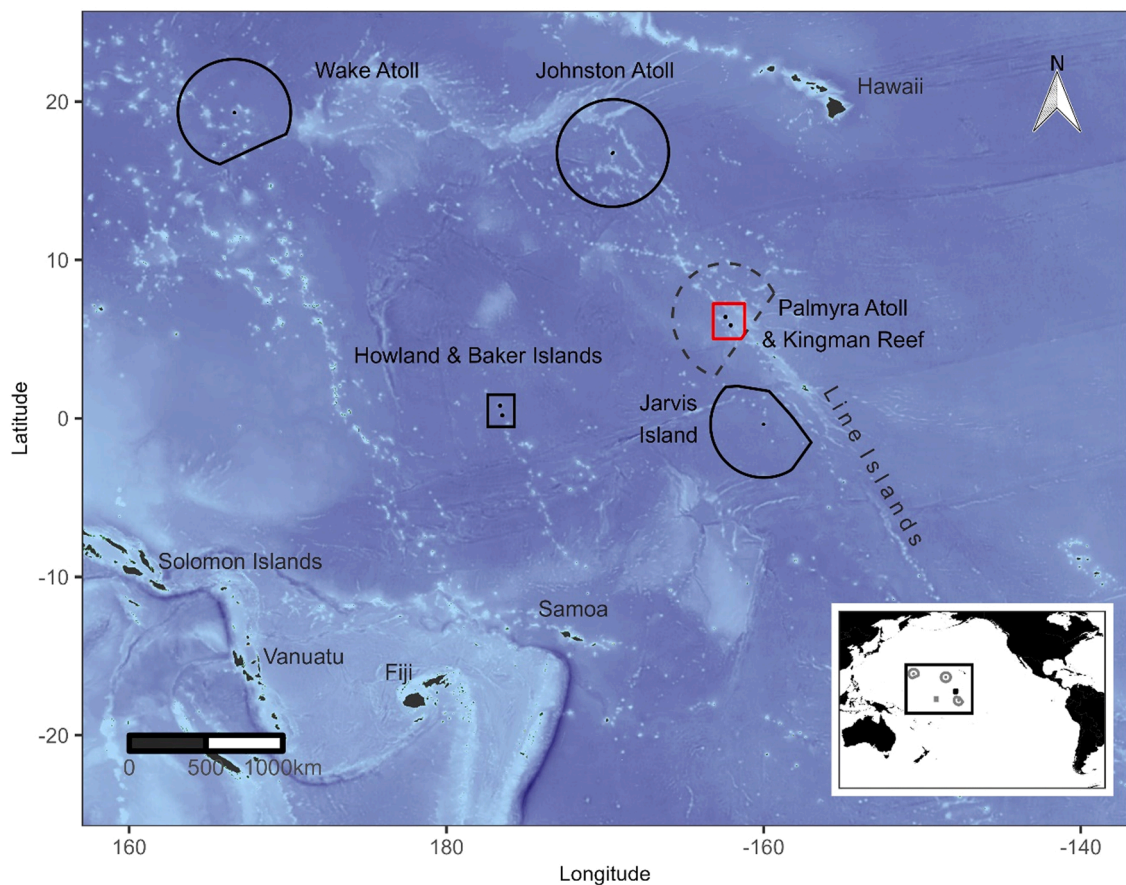 Wake Atoll
Johnston Atoll
Hawaii
N
Palmyra Atoll
& Kingman Reef
Howland & Baker Islands
Jarvis
Island
Line Islands
Solomon Islands
Samoa
Vanuatu
Fiji
0 500 1000km
20
10
0
-10
-20
Latitude
160 180 -160 -140
Longitude